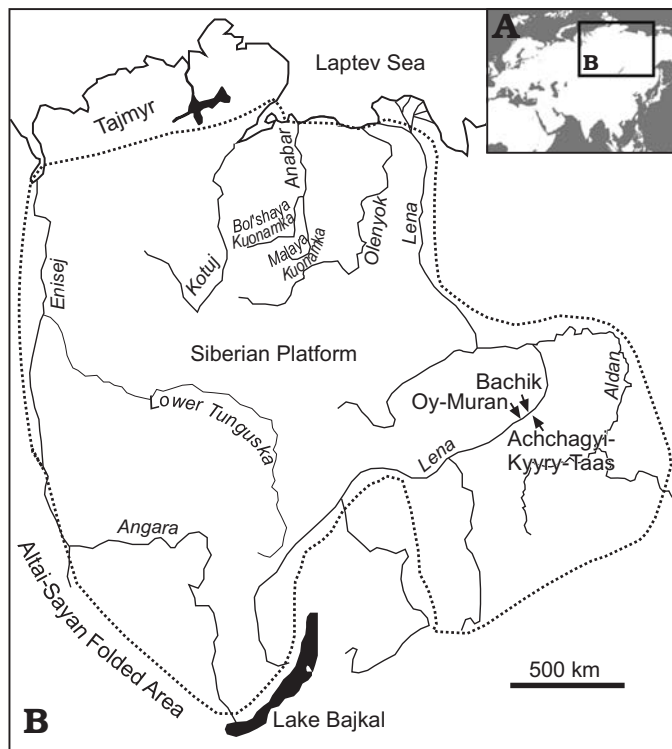 A
B
Laptev Sea
Tajmyr
Anabar
Bol'shaya
Kuonamka
Malaya
Kuonamka
Olenyok
Lena
Kotuj
Enisej
Siberian Platform
Aldan
Bachik
Oy-Muran
Achchagyi-
Kyyry-Taas
Lower Tunguska
Lena
Angara
Altai-Sayan Folded Area
500 km
B
Lake Bajkal